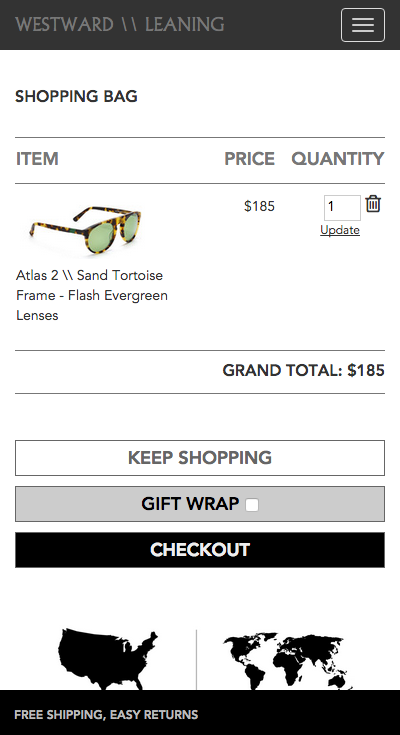 WESTWARD \\ LEANING
SHOPPING BAG
ITEM PRICE QUANTITY
$185 1
Update
Atlas 2 \\ Sand Tortoise
Frame - Flash Evergreen
Lenses
GRAND TOTAL: $185
KEEP SHOPPING
GIFT WRAP
CHECKOUT
FREE SHIPPING, EASY RETURNS